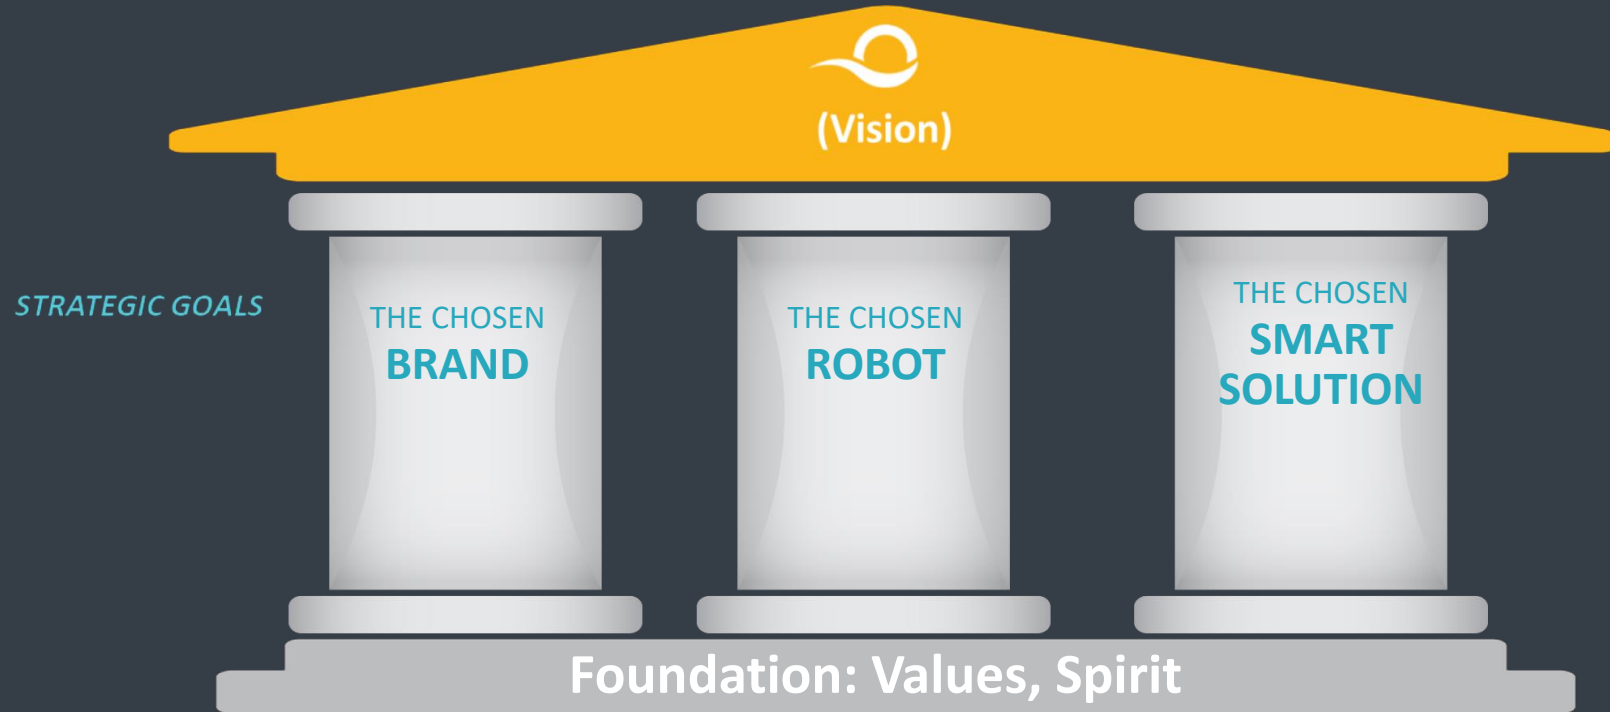 (Vision)
STRATEGIC GOALS
THE CHOSEN
BRAND
THE CHOSEN
ROBOT
THE CHOSEN
SMART
SOLUTION
Foundation: Values, Spirit